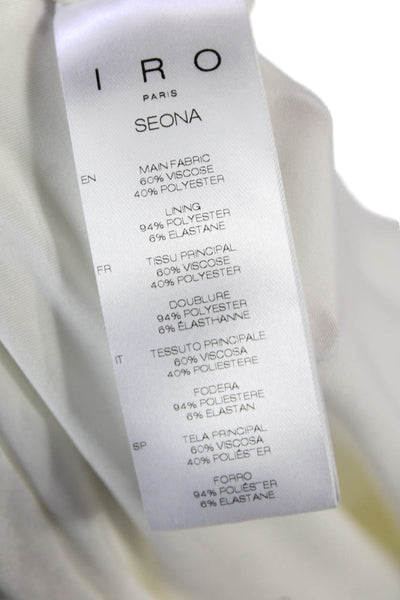 I R O
PARIS
SEONA
EN
MAIN FABRIC
60% VISCOSE
40% POLYESTER
LINING
94% POLYESTER
6% ELASTANE
FR
TISSU PRINCIPAL
60% VISCOSE
40% POLYESTER
DOUBLURE
94% POLYESTER
6% ÉLASTHANNE
IT
TESSUTO PRINCIPALE
60% VISCOSA
40% POLIESTERE
FODERA
94% POLIESTERE
6% ELASTAN
SP
TELA PRINCIPAL
60% VISCOSA
40% POLIÉSTER
FORRO
94% POLIÉSTER
6% ELASTANE